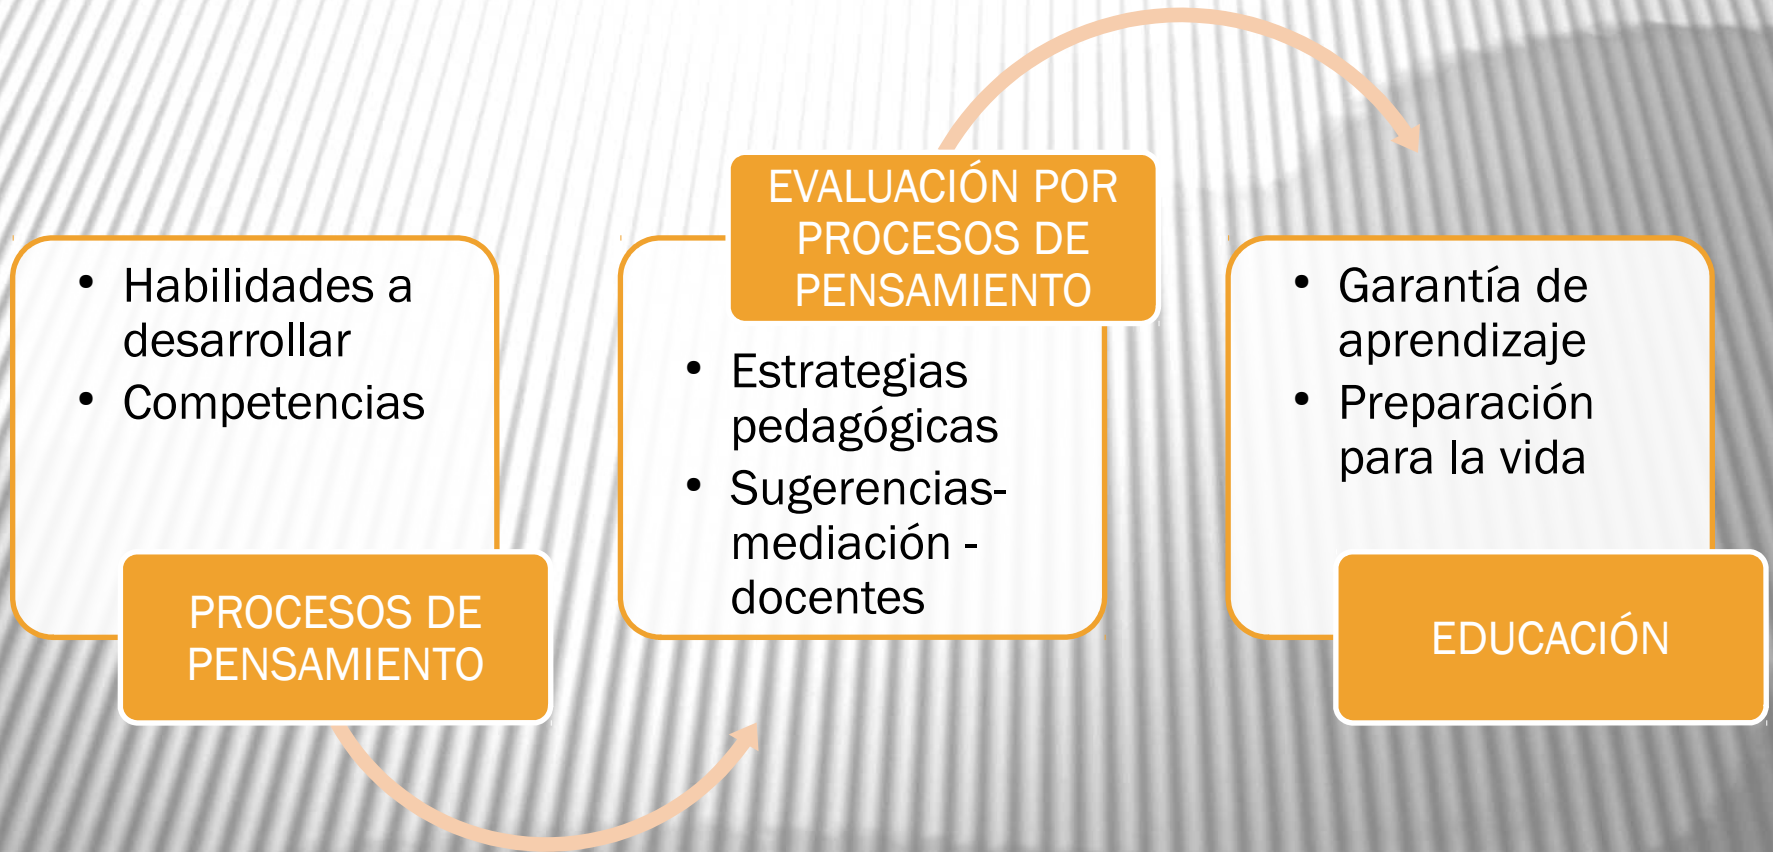 • Habilidades a
desarrollar
• Competencias
PROCESOS DE
PENSAMIENTO
EVALUACIÓN POR
PROCESOS DE
PENSAMIENTO
• Estrategias
pedagógicas
• Sugerencias-
mediación -
docentes
• Garantía de
aprendizaje
• Preparación
para la vida
EDUCACIÓN